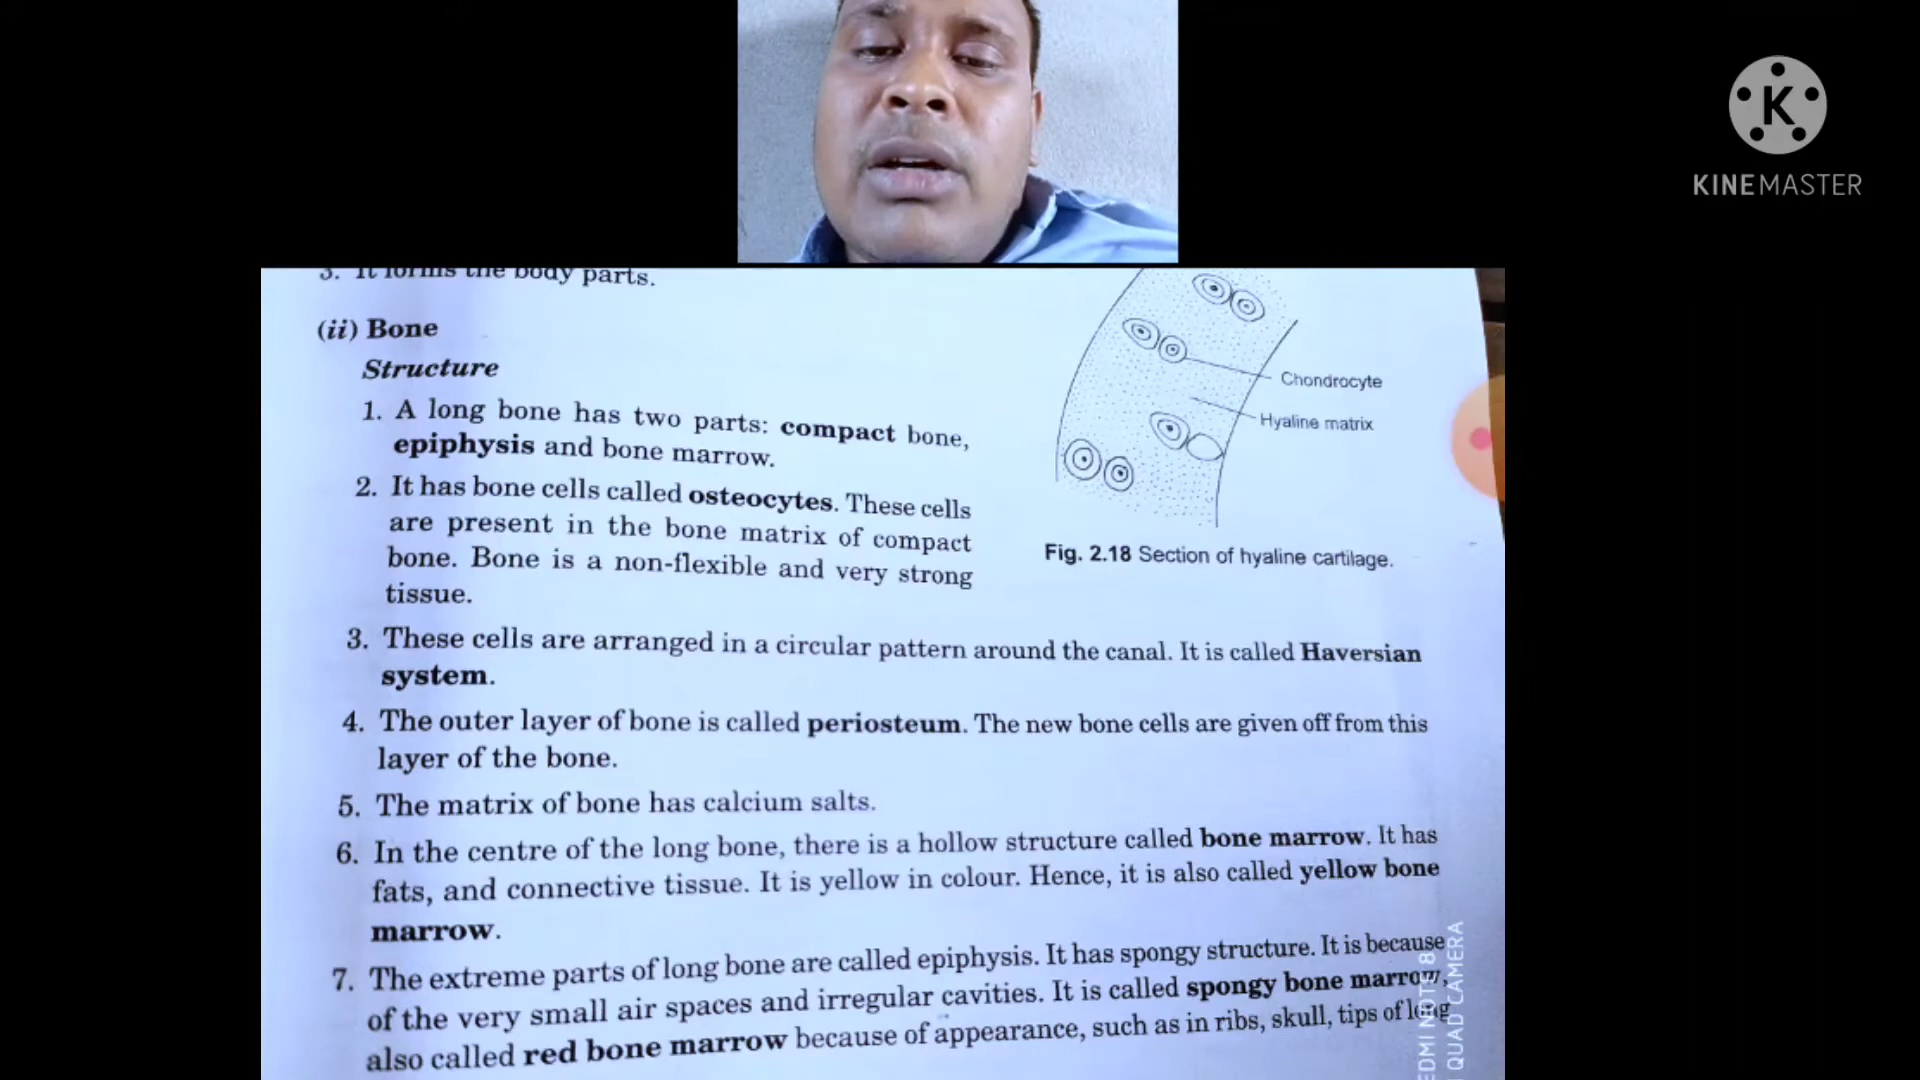 K
KINEMASTER
3. It forms the body parts.
(ii) Bone
Structure
1. A long bone has two parts: compact bone,
epiphysis and bone marrow.
2. It has bone cells called osteocytes. These cells
are present in the bone matrix of compact
bone. Bone is a non-flexible and very strong
tissue.
Chondrocyte
Hyaline matrix
Fig. 2.18 Section of hyaline cartilage.
3. These cells are arranged in a circular pattern around the canal. It is called Haversian
system.
4. The outer layer of bone is called periosteum. The new bone cells are given off from this
layer of the bone.
5. The matrix of bone has calcium salts.
6. In the centre of the long bone, there is a hollow structure called bone marrow. It has
fats, and connective tissue. It is yellow in colour. Hence, it is also called yellow bone
marrow.
7. The extreme parts of long bone are called epiphysis. It has spongy structure. It is because
of the very small air spaces and irregular cavities. It is called spongy bone marrow,
also called red bone marrow because of appearance, such as in ribs, skull, tips of long
EDMI NOTE 8
QUAD CAMERA